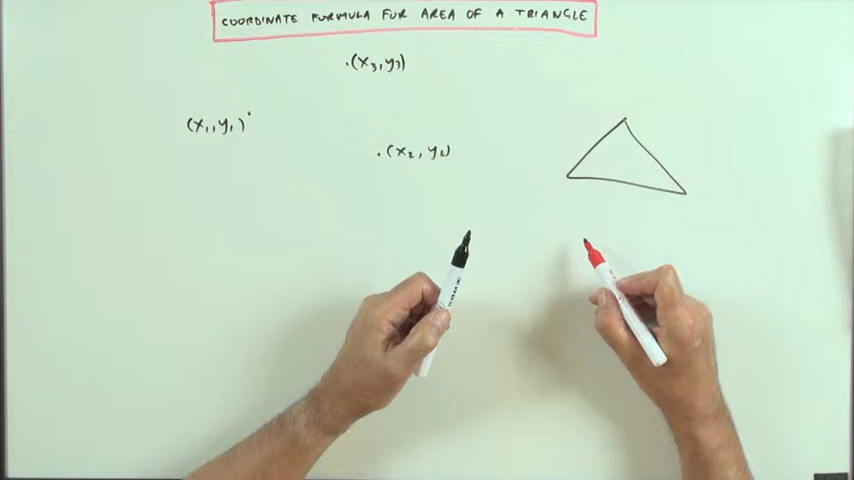 COORDINATE FORMULA FOR AREA OF A TRIANGLE
.(x₃,y₃)
(x₁,y₁).
.(x₂,y₂)